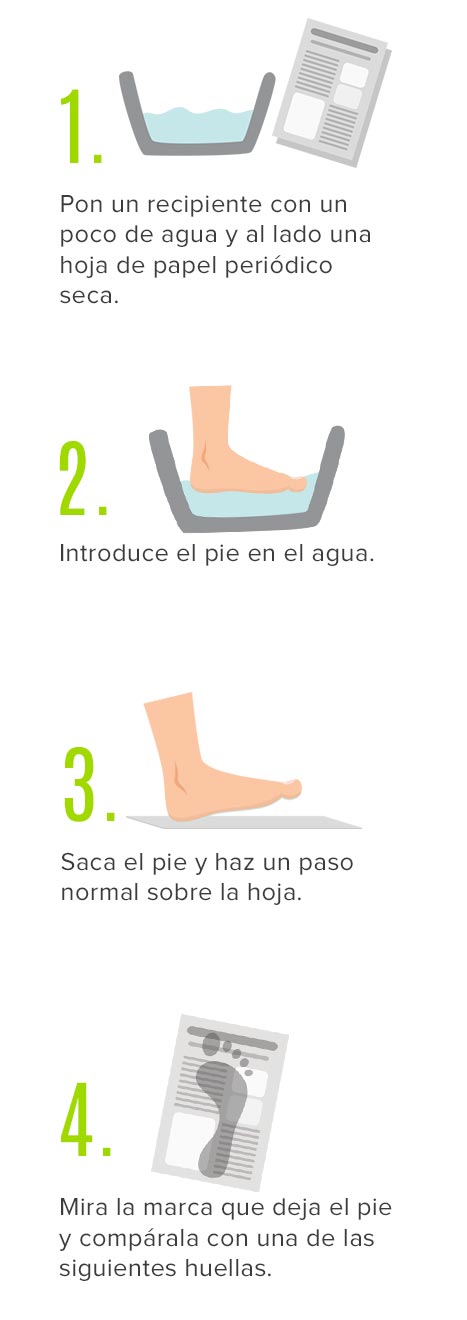 1.
Pon un recipiente con un
poco de agua y al lado una
hoja de papel periódico
seca.
2.
Introduce el pie en el agua.
3.
Saca el pie y haz un paso
normal sobre la hoja.
4.
Mira la marca que deja el pie
y compárala con una de las
siguientes huellas.